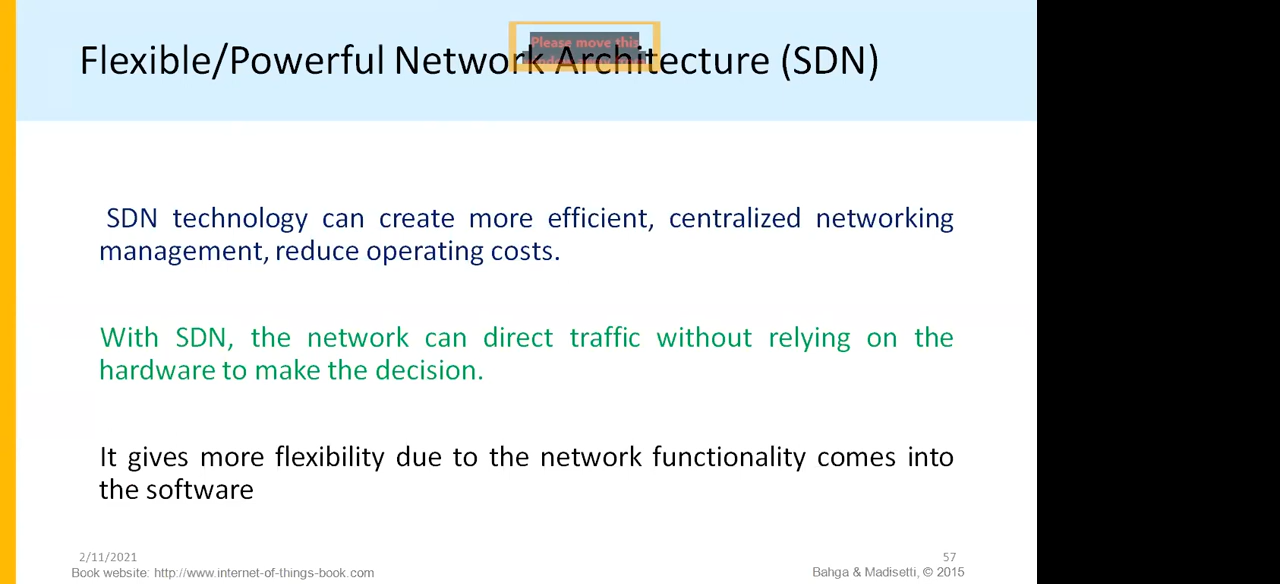 Please move this
Flexible/Powerful Network Architecture (SDN)
SDN technology can create more efficient, centralized networking
management, reduce operating costs.
With SDN, the network can direct traffic without relying on the
hardware to make the decision.
It gives more flexibility due to the network functionality comes into
the software
2/11/2021
57
Book website: http://www.internet-of-things-book.com
Bahga & Madisetti, © 2015